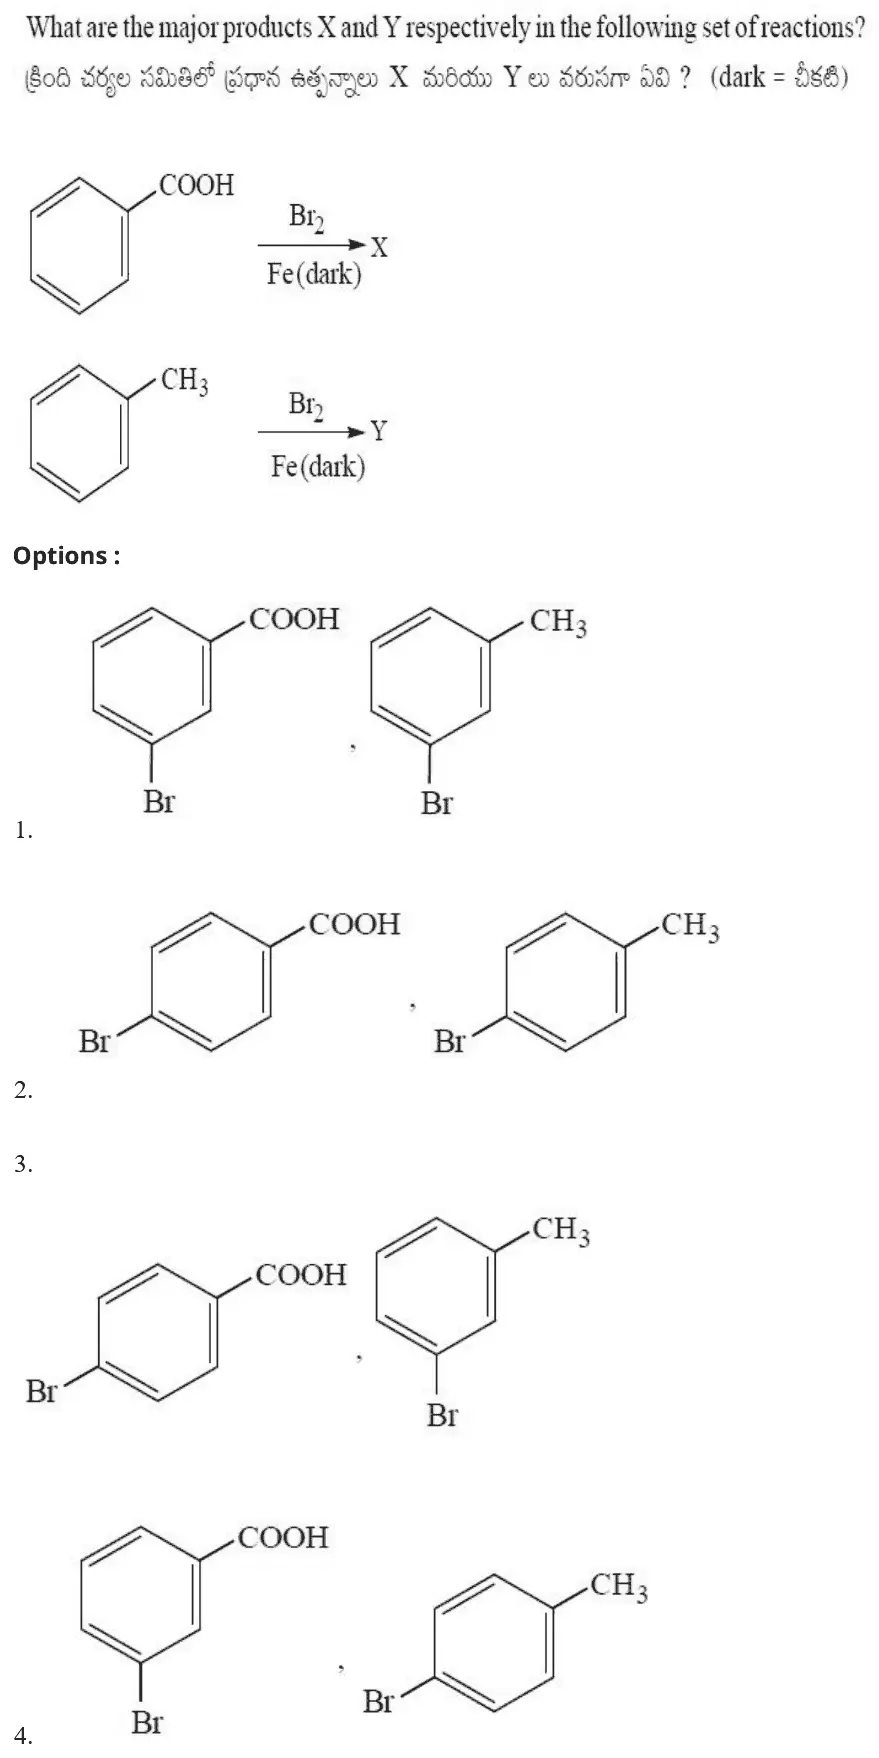 What are the major products X and Y respectively in the following set of reactions?
క్రింది చర్యల సమితిలో ప్రధాన ఉత్పన్నాలు X మరియు Y లు వరుసగా ఏవి ? (dark = చీకటి)
COOH
Br2
X
Fe(dark)
CH3
Br2
Y
Fe(dark)
Options :
COOH
CH3
,
Br
Br
1.
COOH
CH3
,
Br
Br
2.
3.
CH3
COOH
,
Br
Br
COOH
CH3
,
Br
Br
4.